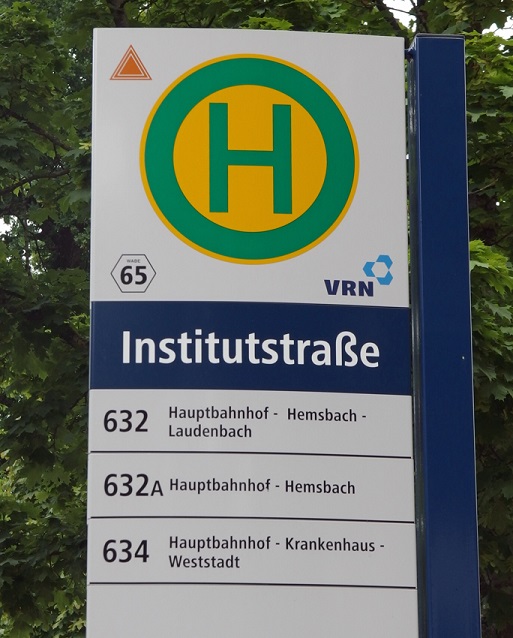 H
WABE
65
VRN
Institutstraße
632 Hauptbahnhof - Hemsbach -
Laudenbach
632A Hauptbahnhof - Hemsbach
634 Hauptbahnhof - Krankenhaus -
Weststadt